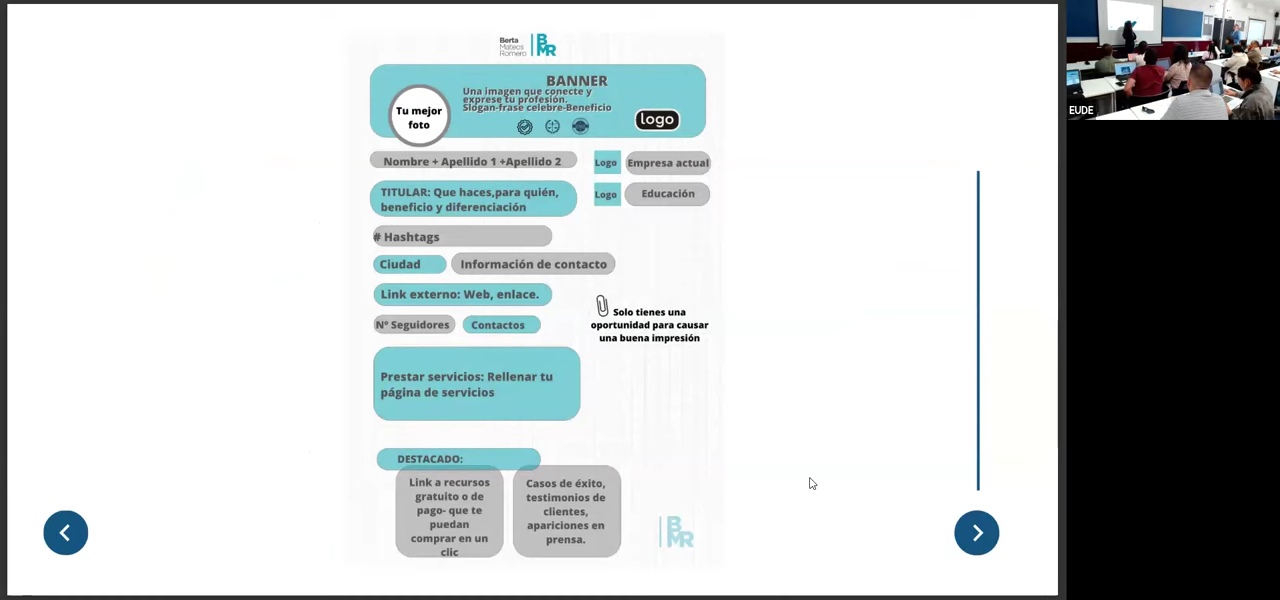 Berta
Mateos
Romero
BMR
BANNER
Una imagen que conecte y
exprese tu profesión.
Slógan-frase celebre-Beneficio
Tu mejor
foto
logo
Nombre + Apellido 1 +Apellido 2
Logo
Empresa actual
TITULAR: Que haces,para quién,
beneficio y diferenciación
Logo
Educación
# Hashtags
Ciudad
Información de contacto
Link externo: Web, enlace.
Nº Seguidores
Contactos
Solo tienes una
oportunidad para causar
una buena impresión
Prestar servicios: Rellenar tu
página de servicios
DESTACADO:
Link a recursos
gratuito o de
pago- que te
puedan
comprar en un
clic
Casos de éxito,
testimonios de
clientes,
apariciones en
prensa.
BMR
EUDE